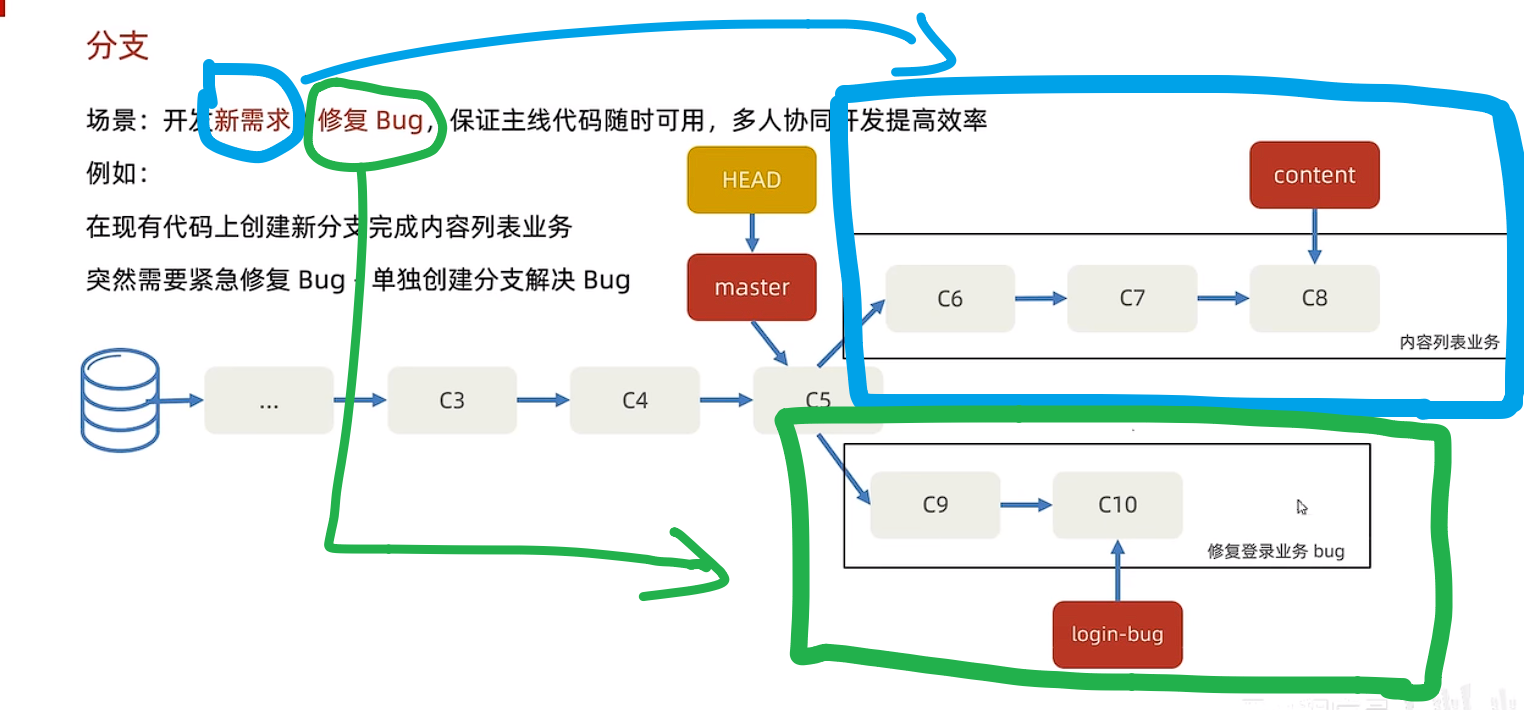 分支
场景：开发新需求 修复 Bug，保证主线代码随时可用，多人协同开发提高效率
例如：
在现有代码上创建新分支完成内容列表业务
突然需要紧急修复 Bug - 单独创建分支解决 Bug
HEAD
content
master
C6
C7
C8
内容列表业务
...
C3
C4
C5
C9
C10
修复登录业务 bug
login-bug